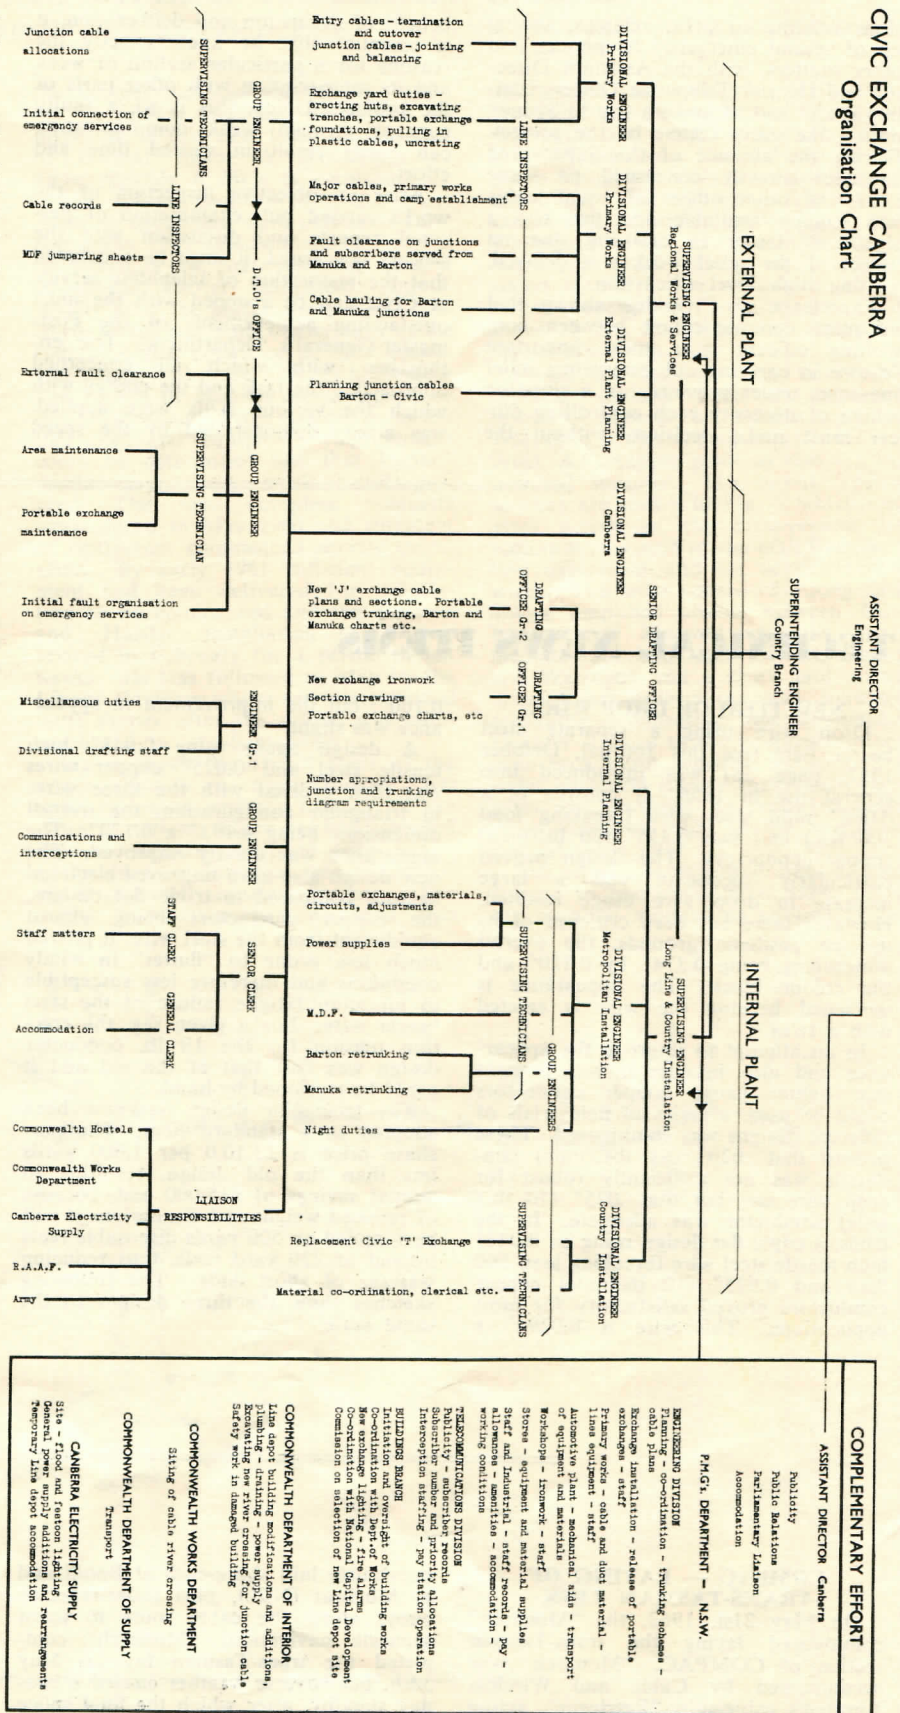 CIVIC EXCHANGE CANBERRA
Organisation Chart
ASSISTANT DIRECTOR
Engineering
SUPERINTENDING ENGINEER
Country Branch
EXTERNAL PLANT
INTERNAL PLANT
SUPERVISING ENGINEER
Regional Works & Services
SUPERVISING ENGINEER
Long Line & Country Installation
SENIOR DRAFTING OFFICER
DIVISIONAL ENGINEER
Primary Works
DIVISIONAL ENGINEER
Primary Works
DIVISIONAL ENGINEER
External Plant Planning
DIVISIONAL ENGINEER
Canberra
DIVISIONAL ENGINEER
Internal Planning
DIVISIONAL ENGINEER
Metropolitan Installation
DIVISIONAL ENGINEER
Country Installation
LINE INSPECTORS
Entry cables - termination
and cutover
junction cables - jointing
and balancing
Exchange yard duties -
erecting huts, excavating
trenches, portable exchange
foundations, pulling in
plastic cables, uncrating
Major cables, primary works
operations and camp establishment
Fault clearance on junctions
and subscribers served from
Manuka and Barton
Cable hauling for Barton
and Manuka junctions
Planning junction cables
Barton - Civic
DRAFTING
OFFICER Gr.2
DRAFTING
OFFICER Gr.1
New 'J' exchange cable
plans and sections. Portable
exchange trunking, Barton and
Manuka charts etc.
New exchange ironwork
Section drawings
Portable exchange charts, etc
Number appropiations,
junction and trunking
diagram requirements
GROUP ENGINEERS
SUPERVISING TECHNICIANS
Portable exchanges, materials,
circuits, adjustments
Power supplies
M.D.F.
Barton retrunking
Manuka retrunking
Night duties
SUPERVISING TECHNICIANS
Replacement Civic 'T' Exchange
Material co-ordination, clerical etc.
GROUP ENGINEER
D.T.O's OFFICE
GROUP ENGINEER
SUPERVISING TECHNICIANS
LINE INSPECTORS
Junction cable
allocations
Initial connection of
emergency services
Cable records
MDF jumpering sheets
External fault clearance
SUPERVISING TECHNICIAN
Area maintenance
Portable exchange
maintenance
Initial fault organisation
on emergency services
ENGINEER Gr.1
Miscellaneous duties
Divisional drafting staff
GROUP ENGINEER
Communications and
interceptions
SENIOR CLERK
STAFF CLERK
GENERAL CLERK
Staff matters
Accommodation
LIAISON
RESPONSIBILITIES
Commonwealth Hostels
Commonwealth Works
Department
Canberra Electricity
Supply
R.A.A.F.
Army
COMPLEMENTARY EFFORT
ASSISTANT DIRECTOR Canberra
Publicity
Public Relations
Parliamentary Liaison
Accommodation
P.M.G's. DEPARTMENT - N.S.W.
ENGINEERING DIVISION
Planning - co-ordination - trunking schemes -
cable plans
Exchange installation - release of portable
exchanges - staff
Primary works - cable and duct material -
lines equipment - staff
Automotive plant - mechanical aids - transport
of equipment and materials
Workshops - ironwork - staff
Stores - equipment and material supplies
Staff and Industrial - staff records - pay -
allowances - amenities - accommodation -
working conditions
TELECOMMUNICATIONS DIVISION
Publicity - subscriber records
Subscriber number and priority allocations
Interception staffing - pay station operation
BUILDINGS BRANCH
Initiation and oversight of building works
Co-ordination with Dept.of Works
New exchange lighting - fire alarms
Co-ordination with National Capital Development
Commission on selection of new Line depot site
COMMONWEALTH DEPARTMENT OF INTERIOR
Line depot building modifications and additions,
plumbing - draining - power supply
Excavating new river crossing for junction cable
Safety work in damaged building
COMMONWEALTH WORKS DEPARTMENT
Siting of cable river crossing
COMMONWEALTH DEPARTMENT OF SUPPLY
Transport
CANBERRA ELECTRICITY SUPPLY
Site - flood and festoon lighting
General power supply additions and rearrangements
Temporary Line depot accommodation